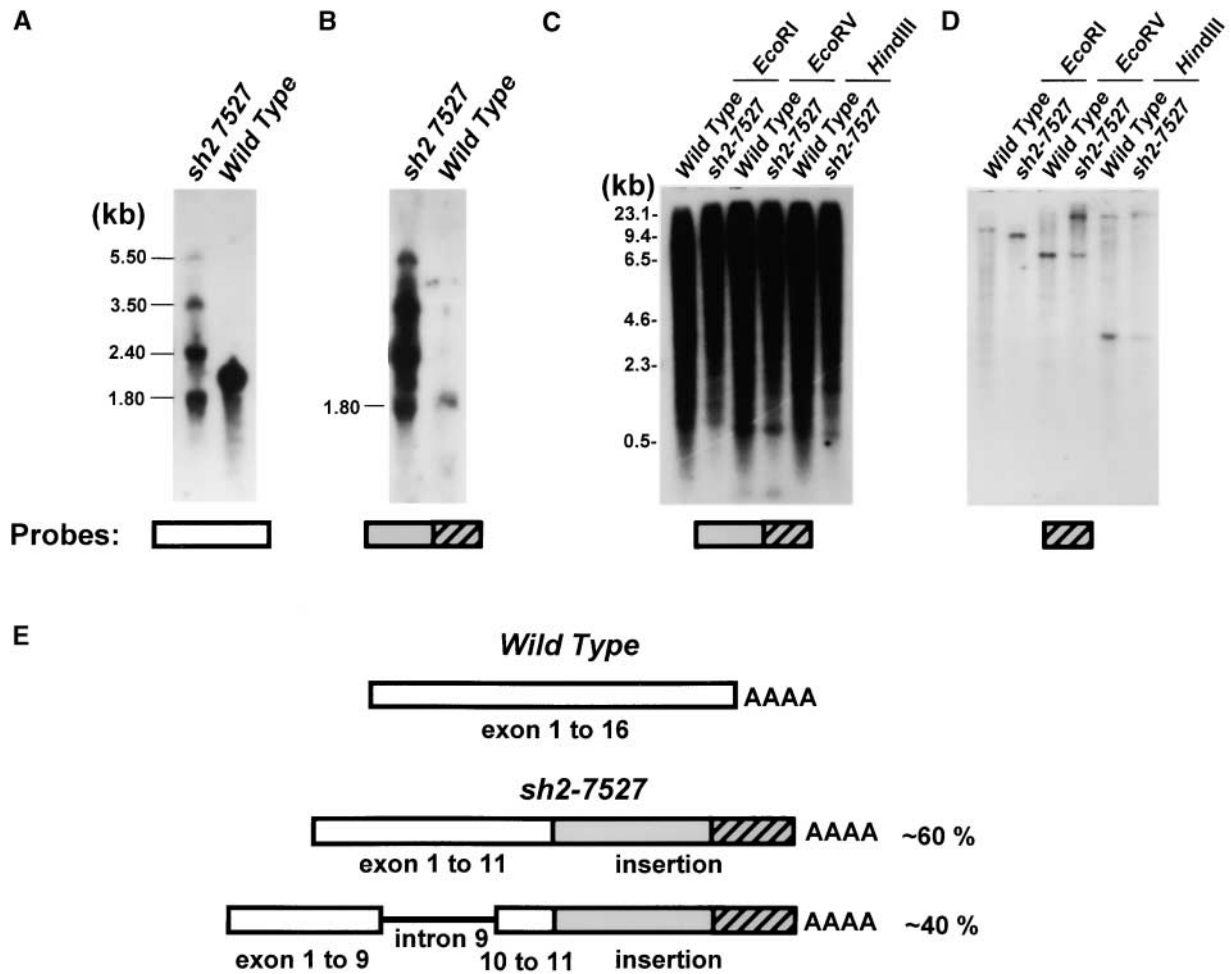 A
B
C
D
EcoRI
EcoRV
HindIII
EcoRI
EcoRV
HindIII
sh2 7527
Wild Type
sh2 7527
Wild Type
Wild Type
sh2-7527
Wild Type
sh2-7527
Wild Type
sh2-7527
Wild Type
sh2-7527
Wild Type
sh2-7527
Wild Type
sh2-7527
(kb)
5.50
3.50
2.40
1.80
1.80
(kb)
23.1-
9.4-
6.5-
4.6-
2.3-
0.5-
Probes:
E
Wild Type
AAAA
exon 1 to 16
sh2-7527
AAAA ~60 %
exon 1 to 11 insertion
AAAA ~40 %
exon 1 to 9 intron 9 10 to 11 insertion